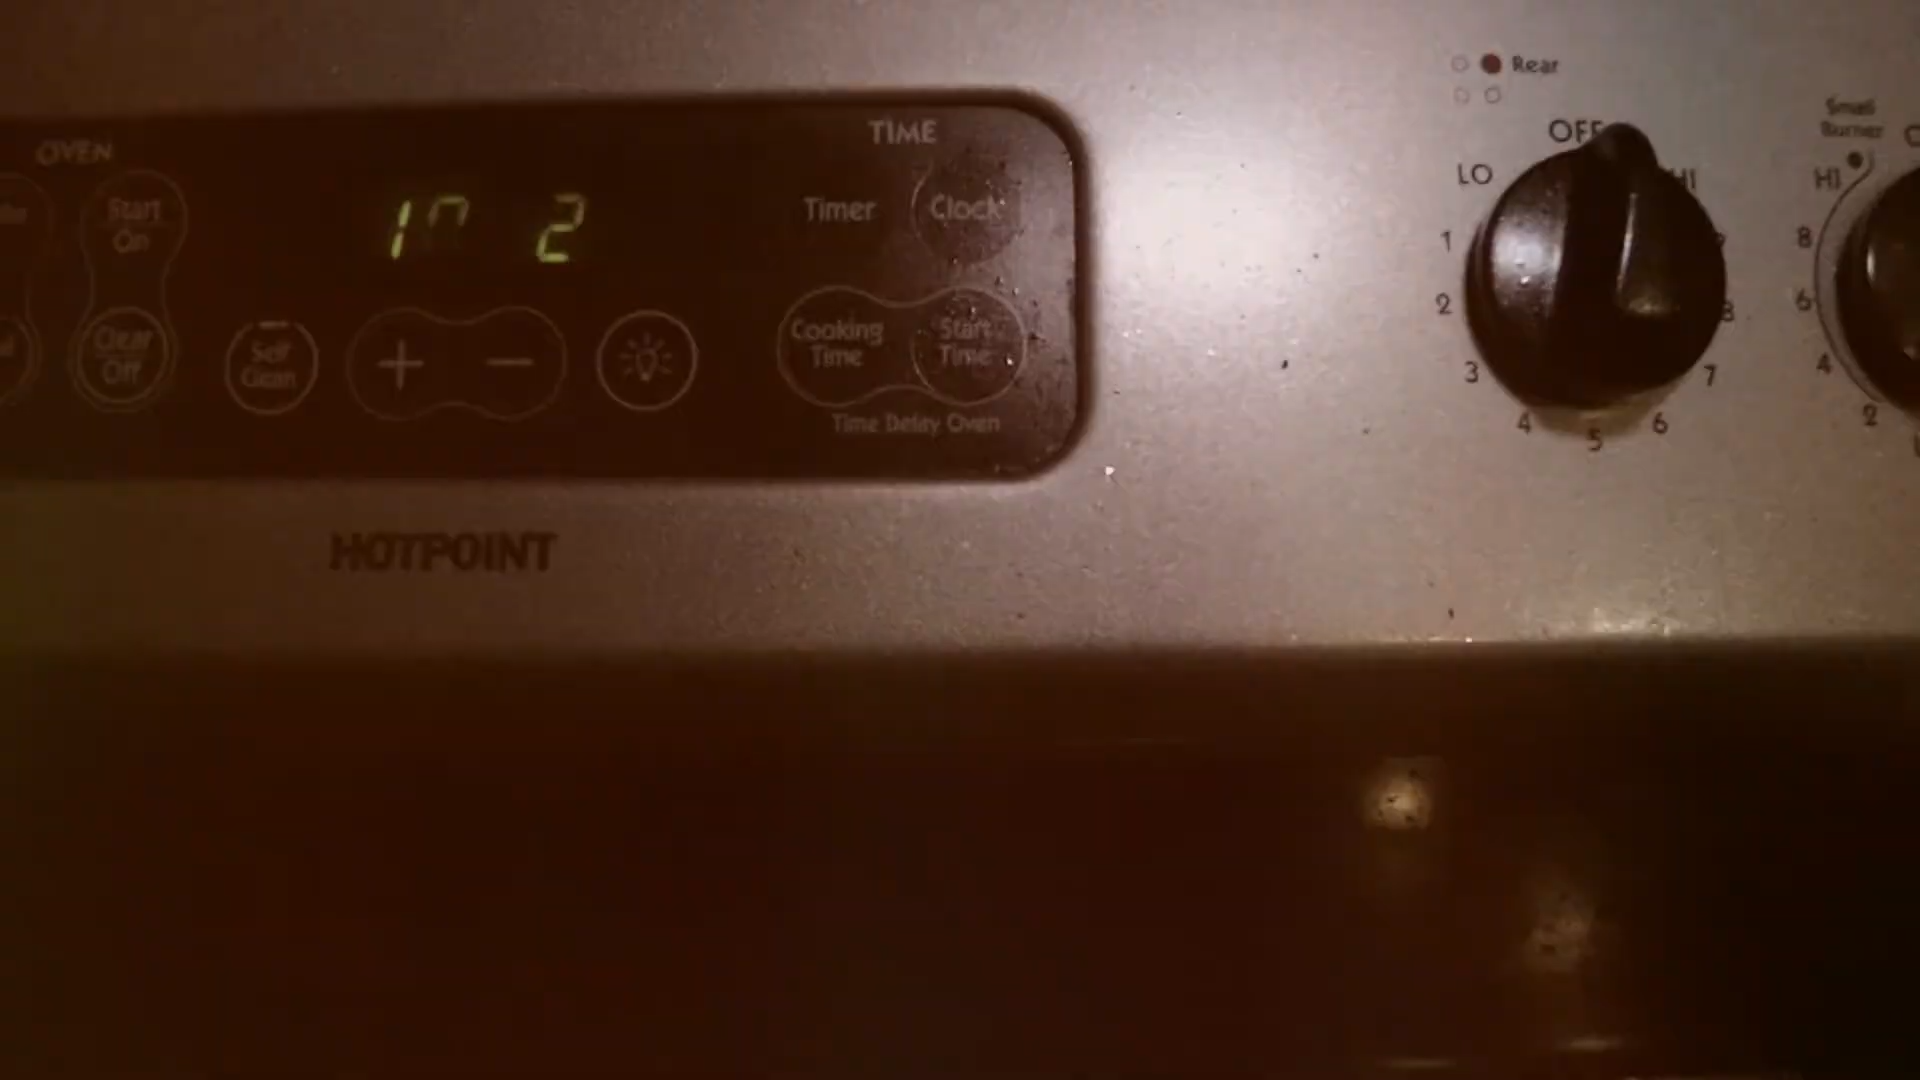 OVEN
TIME
Start
On
Timer
Clock
Clear
Off
Self
Clean
+
−
Cooking
Time
Start
Time
Time Delay Oven
HOTPOINT
Rear
OFF
LO
HI
1
2
3
4
5
6
7
8
Small
Burner
HI
8
6
4
2